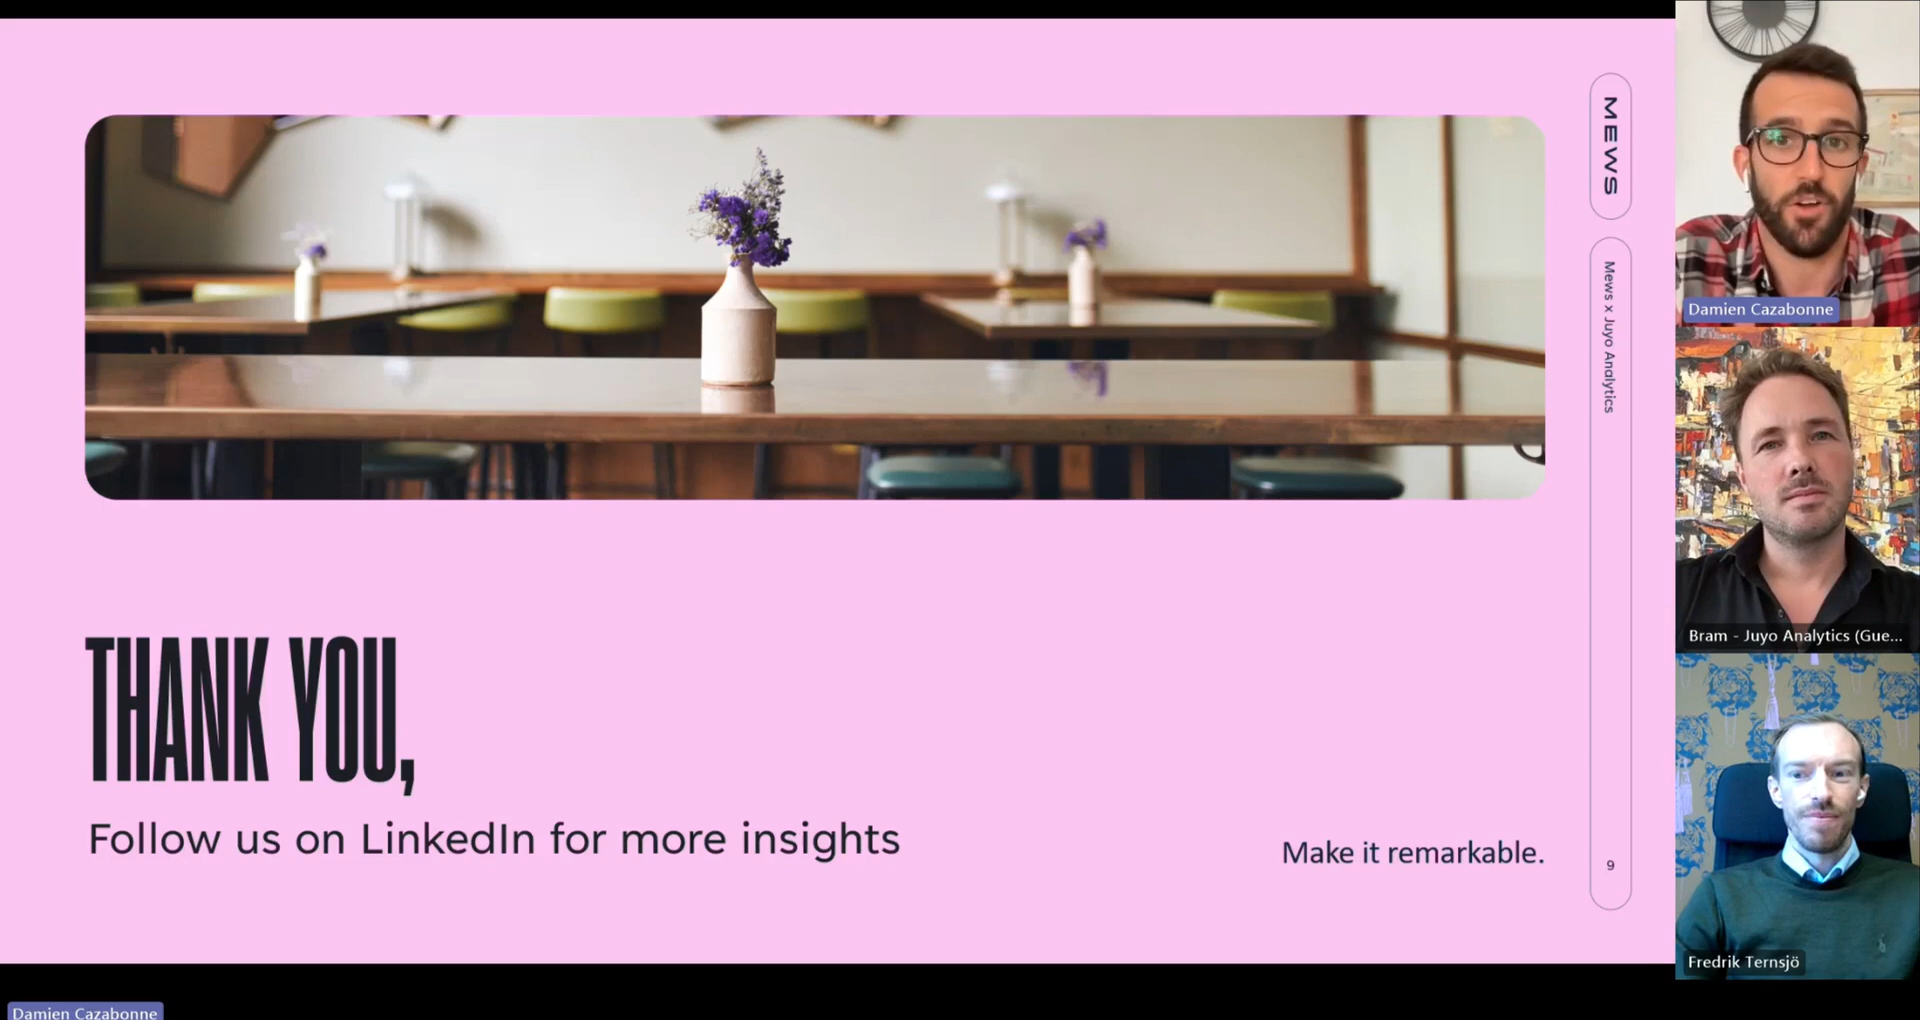 MEWS
Mews x Juyo Analytics
THANK YOU,
Follow us on LinkedIn for more insights
Make it remarkable.
9
Damien Cazabonne
Bram - Juyo Analytics (Gue...
Fredrik Ternsjö
Damien Cazabonne